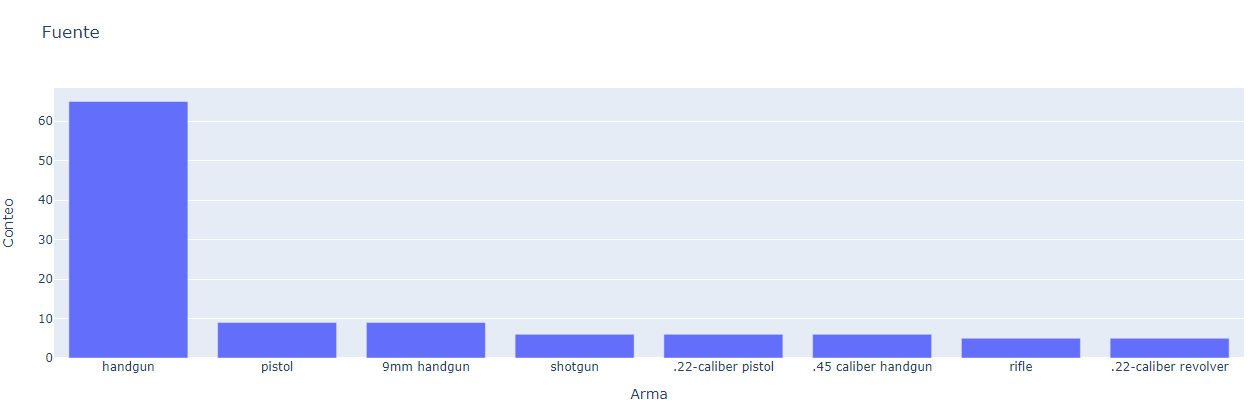 Fuente
Conteo
60
50
40
30
20
10
0
handgun pistol 9mm handgun shotgun .22-caliber pistol .45 caliber handgun rifle .22-caliber revolver
Arma